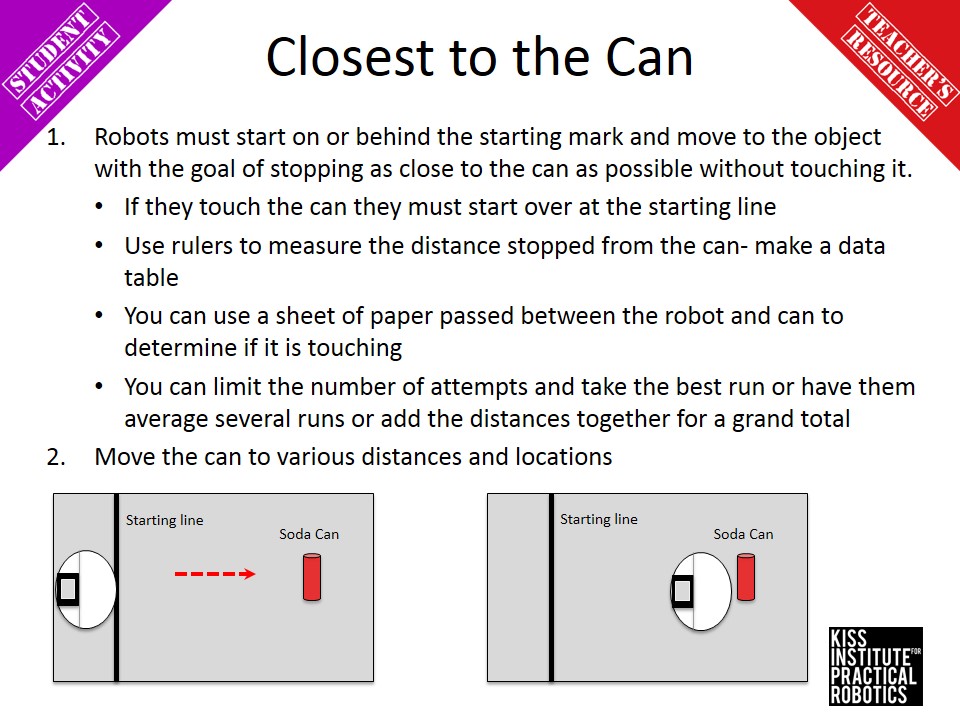 STUDENT
ACTIVITY
TEACHER'S
RESOURCE
Closest to the Can
1. Robots must start on or behind the starting mark and move to the object
with the goal of stopping as close to the can as possible without touching it.
• If they touch the can they must start over at the starting line
• Use rulers to measure the distance stopped from the can- make a data
table
• You can use a sheet of paper passed between the robot and can to
determine if it is touching
• You can limit the number of attempts and take the best run or have them
average several runs or add the distances together for a grand total
2. Move the can to various distances and locations
Starting line
Soda Can
Starting line
Soda Can
KISS
INSTITUTE FOR
PRACTICAL
ROBOTICS